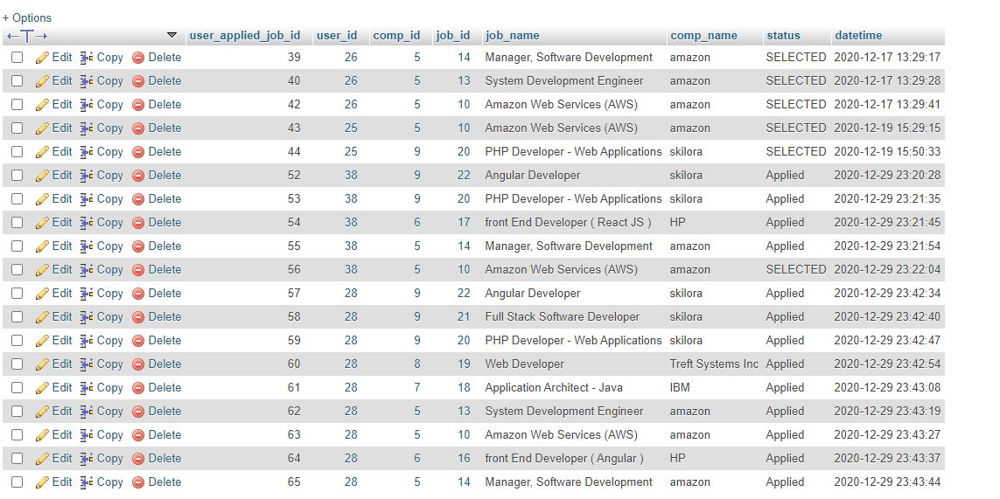 + Options
←T→ user_applied_job_id user_id comp_id job_id job_name comp_name status datetime
Edit Copy Delete 39 26 5 14 Manager, Software Development amazon SELECTED 2020-12-17 13:29:17
Edit Copy Delete 40 26 5 13 System Development Engineer amazon SELECTED 2020-12-17 13:29:28
Edit Copy Delete 42 26 5 10 Amazon Web Services (AWS) amazon SELECTED 2020-12-17 13:29:41
Edit Copy Delete 43 25 5 10 Amazon Web Services (AWS) amazon SELECTED 2020-12-19 15:29:15
Edit Copy Delete 44 25 9 20 PHP Developer - Web Applications skilora SELECTED 2020-12-19 15:50:33
Edit Copy Delete 52 38 9 22 Angular Developer skilora Applied 2020-12-29 23:20:28
Edit Copy Delete 53 38 9 20 PHP Developer - Web Applications skilora Applied 2020-12-29 23:21:35
Edit Copy Delete 54 38 6 17 front End Developer ( React JS ) HP Applied 2020-12-29 23:21:45
Edit Copy Delete 55 38 5 14 Manager, Software Development amazon Applied 2020-12-29 23:21:54
Edit Copy Delete 56 38 5 10 Amazon Web Services (AWS) amazon SELECTED 2020-12-29 23:22:04
Edit Copy Delete 57 28 9 22 Angular Developer skilora Applied 2020-12-29 23:42:34
Edit Copy Delete 58 28 9 21 Full Stack Software Developer skilora Applied 2020-12-29 23:42:40
Edit Copy Delete 59 28 9 20 PHP Developer - Web Applications skilora Applied 2020-12-29 23:42:47
Edit Copy Delete 60 28 8 19 Web Developer Treft Systems Inc Applied 2020-12-29 23:42:54
Edit Copy Delete 61 28 7 18 Application Architect - Java IBM Applied 2020-12-29 23:43:08
Edit Copy Delete 62 28 5 13 System Development Engineer amazon Applied 2020-12-29 23:43:19
Edit Copy Delete 63 28 5 10 Amazon Web Services (AWS) amazon Applied 2020-12-29 23:43:27
Edit Copy Delete 64 28 6 16 front End Developer ( Angular ) HP Applied 2020-12-29 23:43:37
Edit Copy Delete 65 28 5 14 Manager, Software Development amazon Applied 2020-12-29 23:43:44